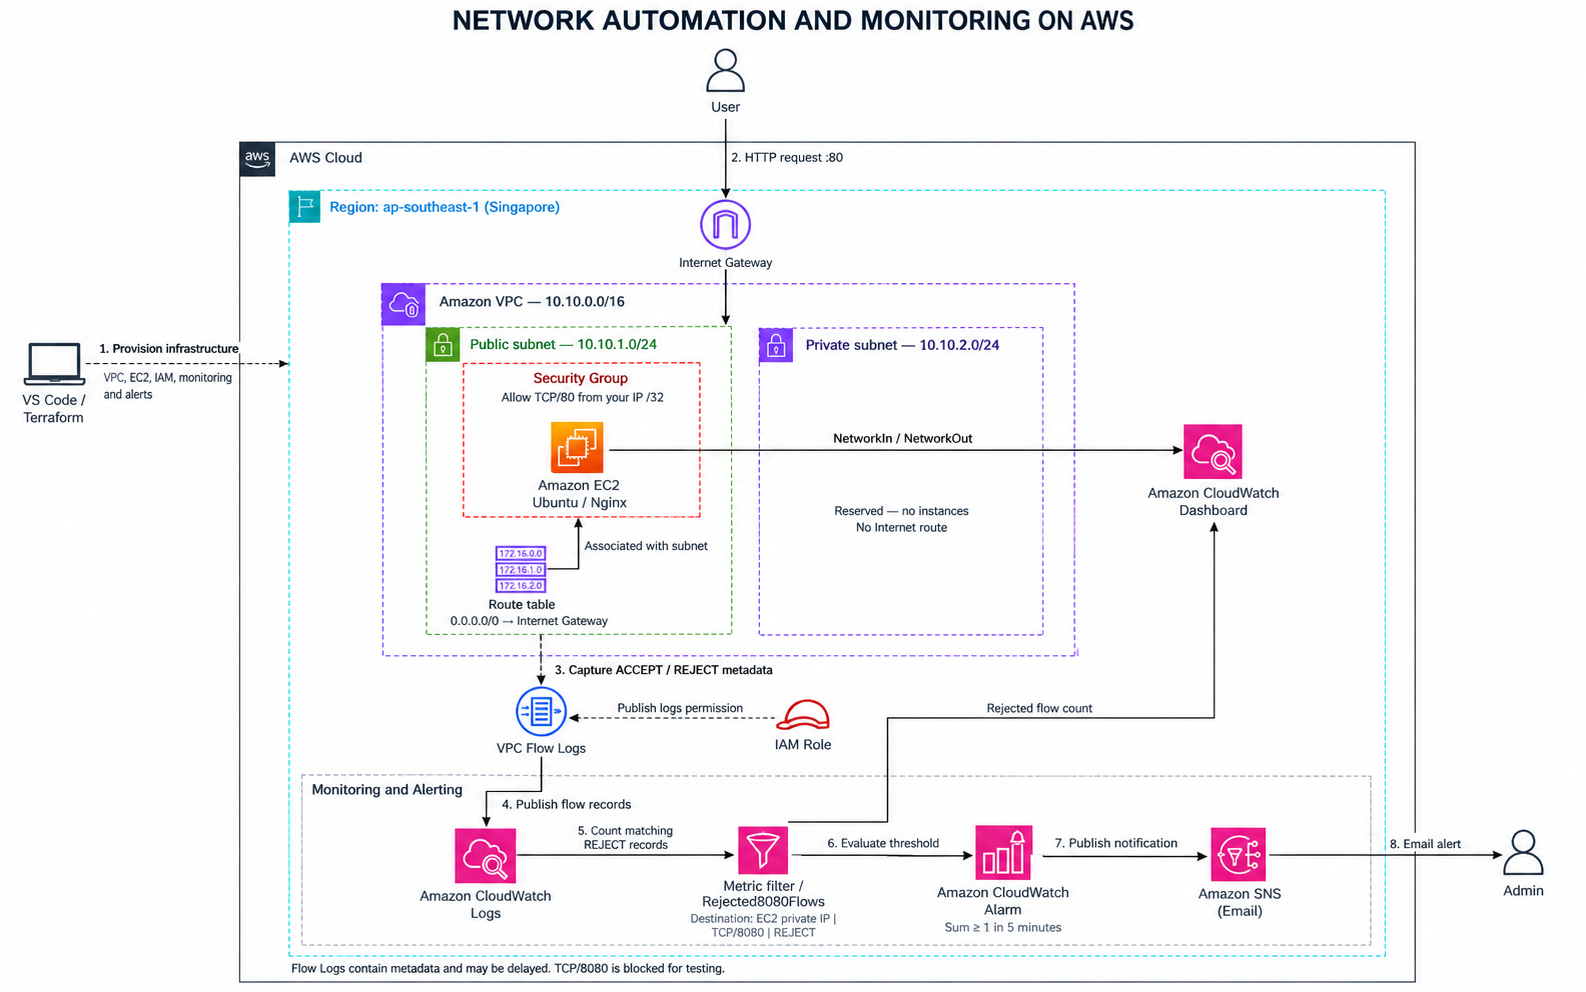 NETWORK AUTOMATION AND MONITORING ON AWS
User
aws
AWS Cloud
2. HTTP request :80
Region: ap-southeast-1 (Singapore)
Internet Gateway
Amazon VPC — 10.10.0.0/16
1. Provision infrastructure
VPC, EC2, IAM, monitoring
and alerts
VS Code /
Terraform
Public subnet — 10.10.1.0/24
Private subnet — 10.10.2.0/24
Security Group
Allow TCP/80 from your IP /32
Amazon EC2
Ubuntu / Nginx
NetworkIn / NetworkOut
Amazon CloudWatch
Dashboard
Reserved — no instances
No Internet route
Associated with subnet
172.16.0.0
172.16.1.0
172.16.2.0
Route table
0.0.0.0/0 → Internet Gateway
3. Capture ACCEPT / REJECT metadata
Publish logs permission
VPC Flow Logs
IAM Role
Rejected flow count
Monitoring and Alerting
4. Publish flow records
5. Count matching
REJECT records
6. Evaluate threshold
7. Publish notification
8. Email alert
Amazon CloudWatch
Logs
Metric filter /
Rejected8080Flows
Destination: EC2 private IP |
TCP/8080 | REJECT
Amazon CloudWatch
Alarm
Sum ≥ 1 in 5 minutes
Amazon SNS
(Email)
Admin
Flow Logs contain metadata and may be delayed. TCP/8080 is blocked for testing.